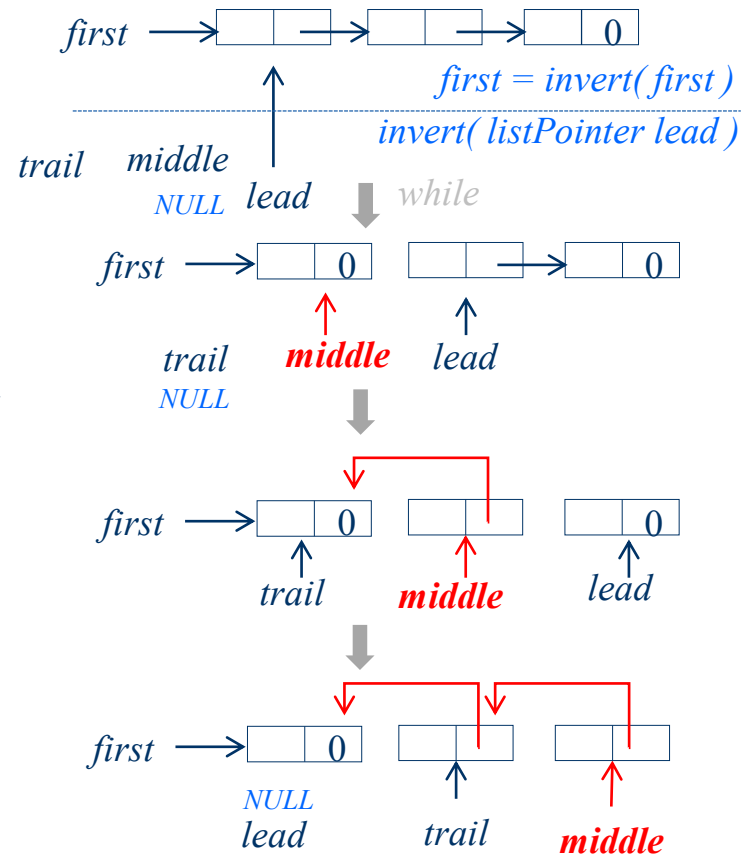 first 0
first = invert( first )
invert( listPointer lead )
trail middle lead
NULL
while
first 0 0
trail middle lead
NULL
first 0 0
trail middle lead
first 0
NULL
lead trail middle